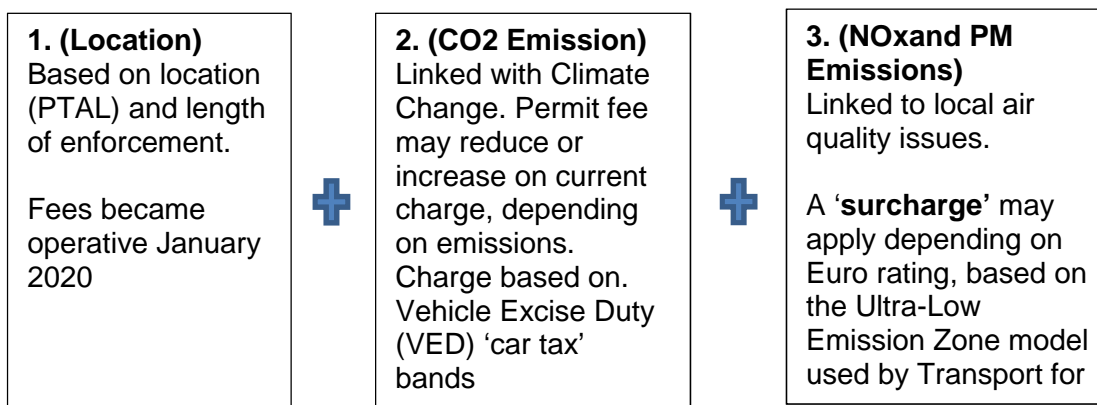 1. (Location)
Based on location
(PTAL) and length
of enforcement.
Fees became
operative January
2020
2. (CO2 Emission)
Linked with Climate
Change. Permit fee
may reduce or
increase on current
charge, depending
on emissions.
Charge based on.
Vehicle Excise Duty
(VED) ‘car tax’
bands
3. (NOxand PM
Emissions)
Linked to local air
quality issues.
A ‘surcharge’ may
apply depending on
Euro rating, based on
the Ultra-Low
Emission Zone model
used by Transport for